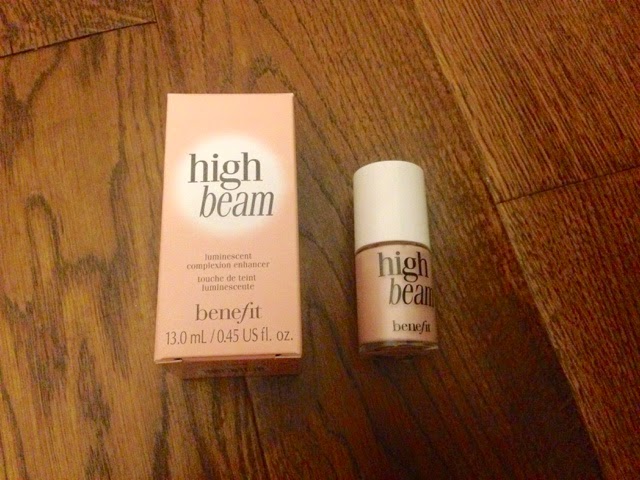 high
beam
luminescent
complexion enhancer
touche de teint
luminescente
benefit
13.0 mL / 0.45 US fl. oz.
high
beam
benefit